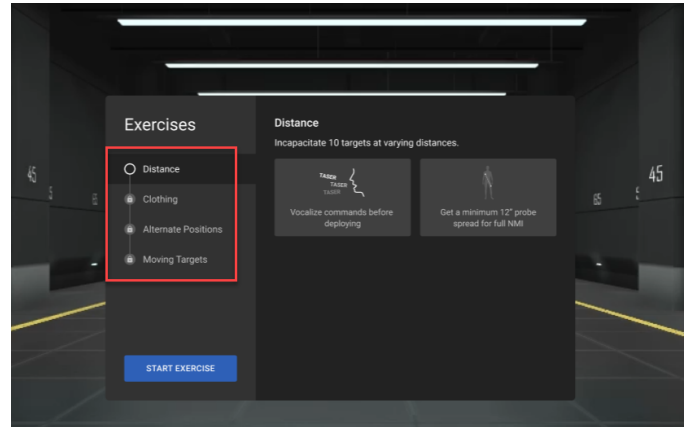 Exercises
Distance
Clothing
Alternate Positions
Moving Targets
START EXERCISE
Distance
Incapacitate 10 targets at varying distances.
TASER
TASER
TASER
Vocalize commands before
deploying
Get a minimum 12" probe
spread for full NMI
45
45